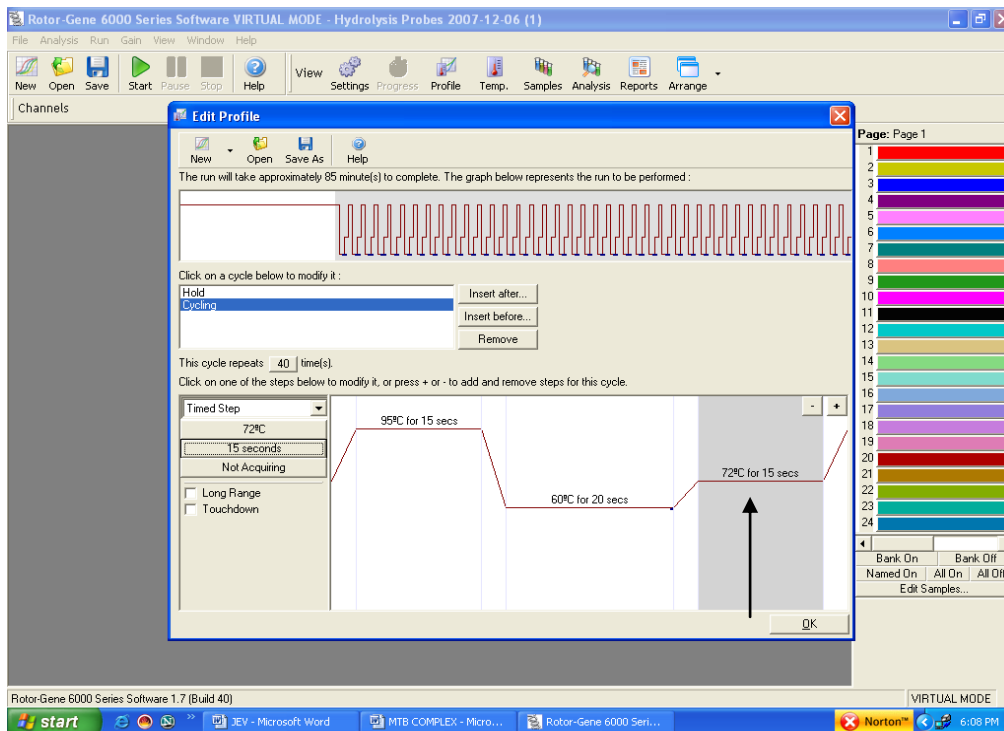 Rotor-Gene 6000 Series Software VIRTUAL MODE - Hydrolysis Probes 2007-12-06 (1)
File Analysis Run Gain View Window Help
New Open Save Start Pause Stop Help View Settings Progress Profile Temp. Samples Analysis Reports Arrange
Channels
Edit Profile
New Open Save As Help
The run will take approximately 85 minute(s) to complete. The graph below represents the run to be performed :
Click on a cycle below to modify it :
Hold
Cycling
Insert after...
Insert before...
Remove
This cycle repeats 40 time(s).
Click on one of the steps below to modify it, or press + or - to add and remove steps for this cycle.
Timed Step
72ºC
15 seconds
Not Acquiring
Long Range
Touchdown
95ºC for 15 secs
60ºC for 20 secs
72ºC for 15 secs
- +
OK
Page: Page 1
1
2
3
4
5
6
7
8
9
10
11
12
13
14
15
16
17
18
19
20
21
22
23
24
Bank On Bank Off
Named On All On All Off
Edit Samples...
Rotor-Gene 6000 Series Software 1.7 (Build 40)
VIRTUAL MODE
start JEV - Microsoft Word MTB COMPLEX - Micro... Rotor-Gene 6000 Seri... Norton™ 6:08 PM